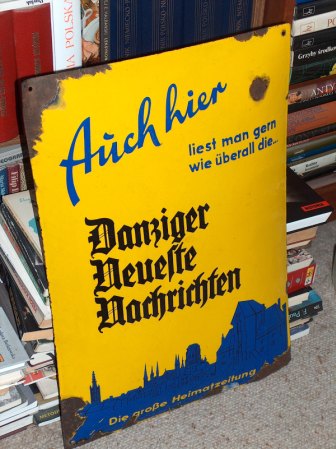 Auch hier
liest man gern
wie überall die...
Danziger
Neueſte
Nachrichten
Die große Heimatzeitung